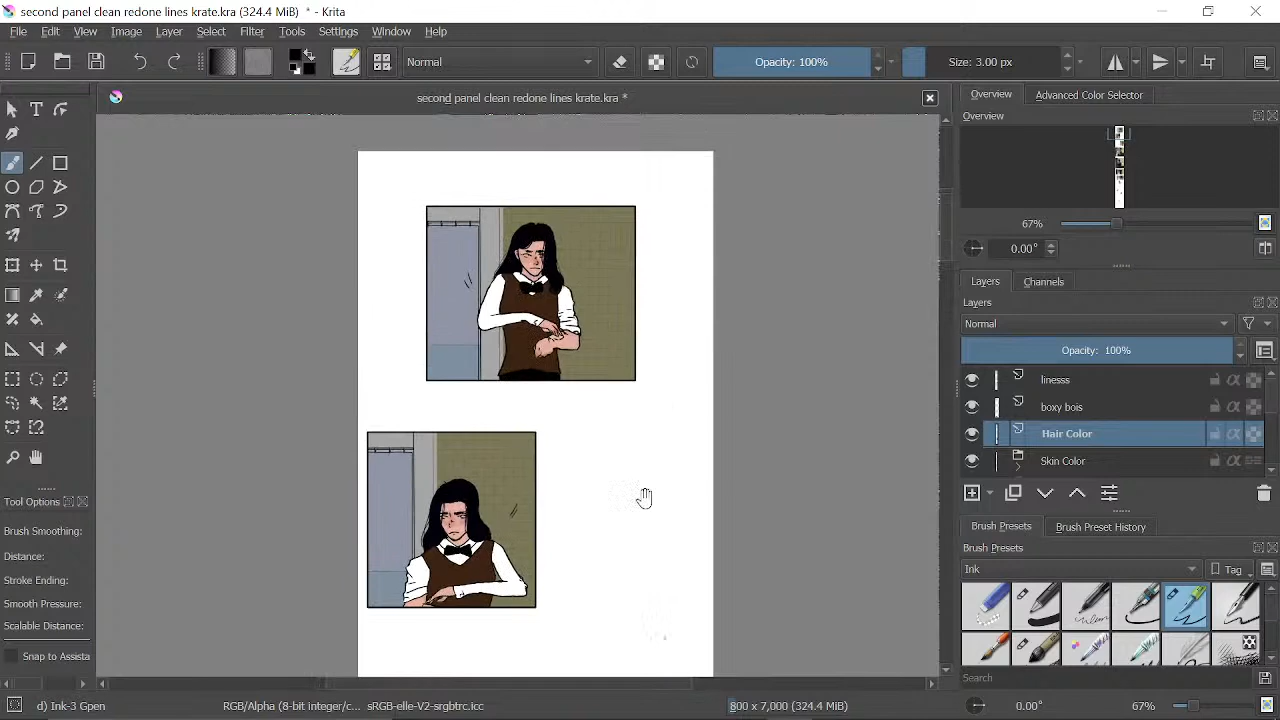 second panel clean redone lines krate.kra (324.4 MiB) * - Krita
File Edit View Image Layer Filter Tools Select Settings Window Help
Normal
Opacity: 100%
Size: 3.00 px
second panel clean redone lines krate.kra *
Overview
Advanced Color Selector
Overview
67%
0.00°
Layers
Channels
Layers
Normal
Opacity: 100%
linesss
boxy bois
Hair Color
Skin Color
Brush Presets
Brush Preset History
Brush Presets
Ink
Tag
Search
Tool Options
Brush Smoothing:
Distance:
Stroke Ending:
Smooth Pressure:
Scalable Distance:
Snap to Assista
d) Ink-3 Gpen
RGB/Alpha (8-bit integer/c... sRGB-elle-V2-srgbtrc.icc
800 x 7,000 (324.4 MiB)
0.00°
67%